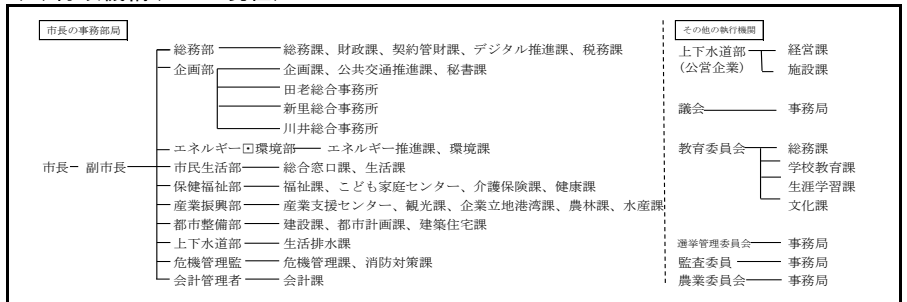 市長の事務部局
総務部 総務課、財政課、契約管財課、デジタル推進課、税務課
企画部 企画課、公共交通推進課、秘書課
田老総合事務所
新里総合事務所
川井総合事務所
エネルギー・環境部 エネルギー推進課、環境課
市長 副市長 市民生活部 総合窓口課、生活課
保健福祉部 福祉課、こども家庭センター、介護保険課、健康課
産業振興部 産業支援センター、観光課、企業立地港湾課、農林課、水産課
都市整備部 建設課、都市計画課、建築住宅課
上下水道部 生活排水課
危機管理監 危機管理課、消防対策課
会計管理者 会計課
その他の執行機関
上下水道部 経営課
(公営企業) 施設課
議会 事務局
教育委員会 総務課
学校教育課
生涯学習課
文化課
選挙管理委員会 事務局
監査委員 事務局
農業委員会 事務局